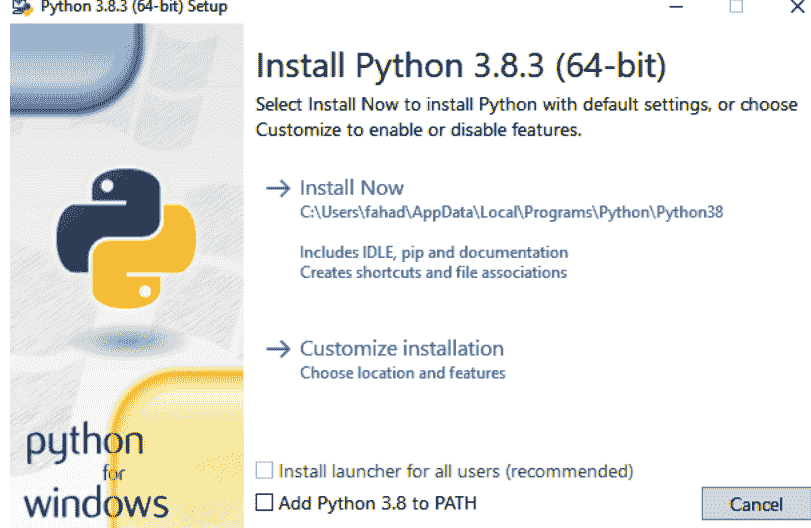 Python 3.8.3 (64-bit) Setup
Install Python 3.8.3 (64-bit)
Select Install Now to install Python with default settings, or choose
Customize to enable or disable features.
Install Now
C:\Users\fahad\AppData\Local\Programs\Python\Python38
Includes IDLE, pip and documentation
Creates shortcuts and file associations
Customize installation
Choose location and features
python
for
windows
Install launcher for all users (recommended)
Add Python 3.8 to PATH
Cancel